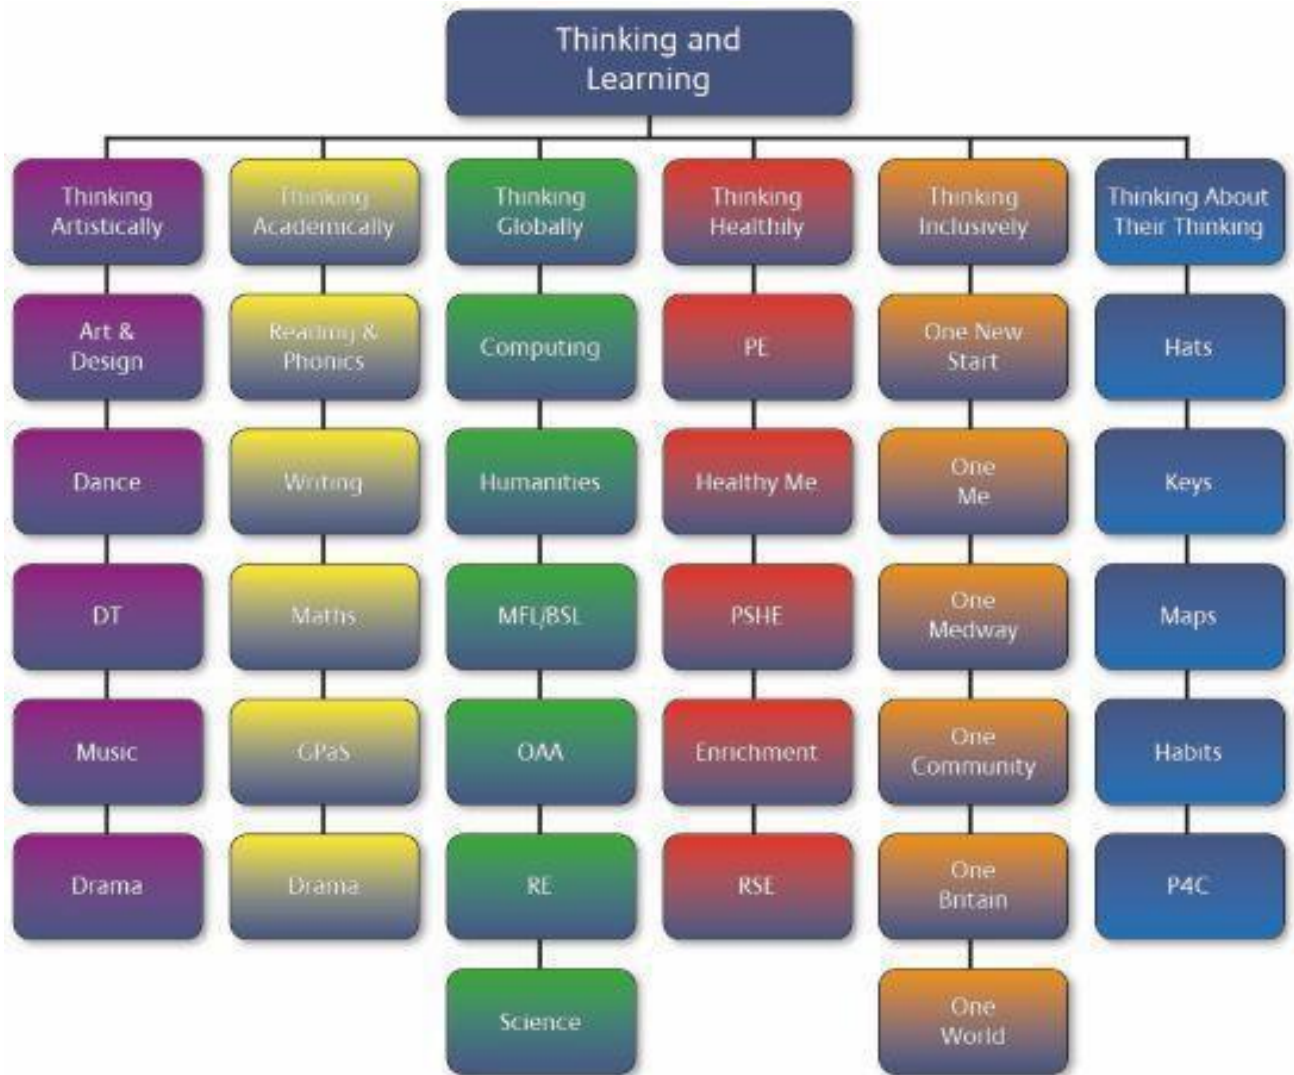 Thinking and
Learning
Thinking
Artistically
Thinking
Academically
Thinking
Globally
Thinking
Healthily
Thinking
Inclusively
Thinking About
Their Thinking
Art &
Design
Reading &
Phonics
Computing
PE
One New
Start
Hats
Dance
Writing
Humanities
Healthy Me
One
Me
Keys
DT
Maths
MFL/BSL
PSHE
One
Medway
Maps
Music
GPaS
OAA
Enrichment
One
Community
Habits
Drama
Drama
RE
RSE
One
Britain
P4C
Science
One
World